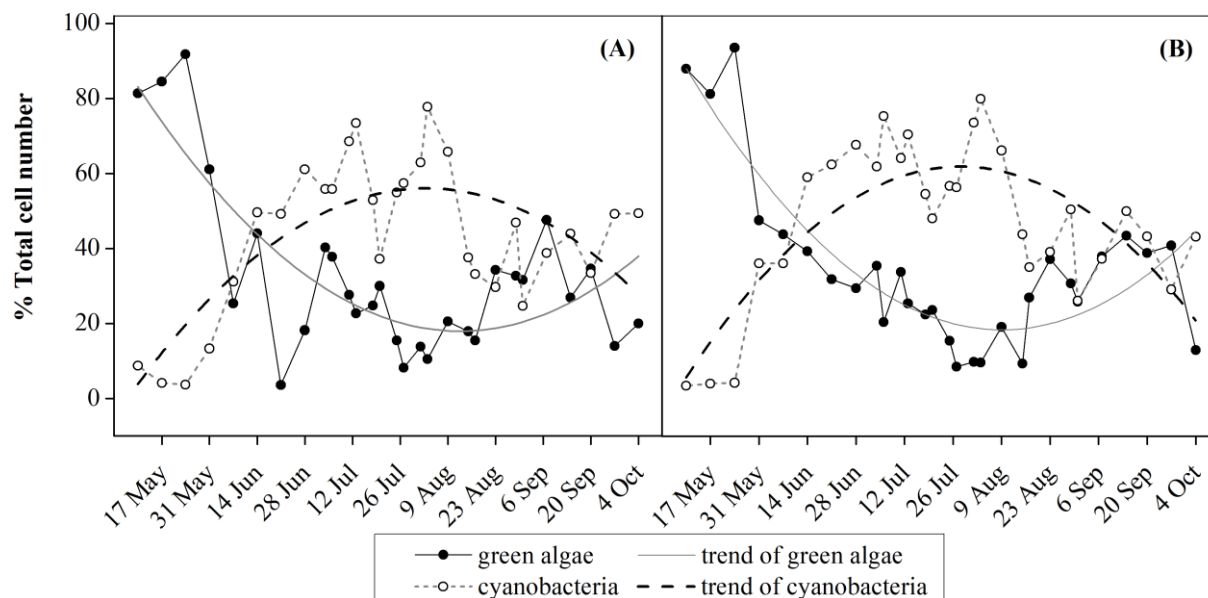 % Total cell number
100
80
60
40
20
0
(A)
(B)
17 May
31 May
14 Jun
28 Jun
12 Jul
26 Jul
9 Aug
23 Aug
6 Sep
20 Sep
4 Oct
17 May
31 May
14 Jun
28 Jun
12 Jul
26 Jul
9 Aug
23 Aug
6 Sep
20 Sep
4 Oct
green algae
trend of green algae
cyanobacteria
trend of cyanobacteria